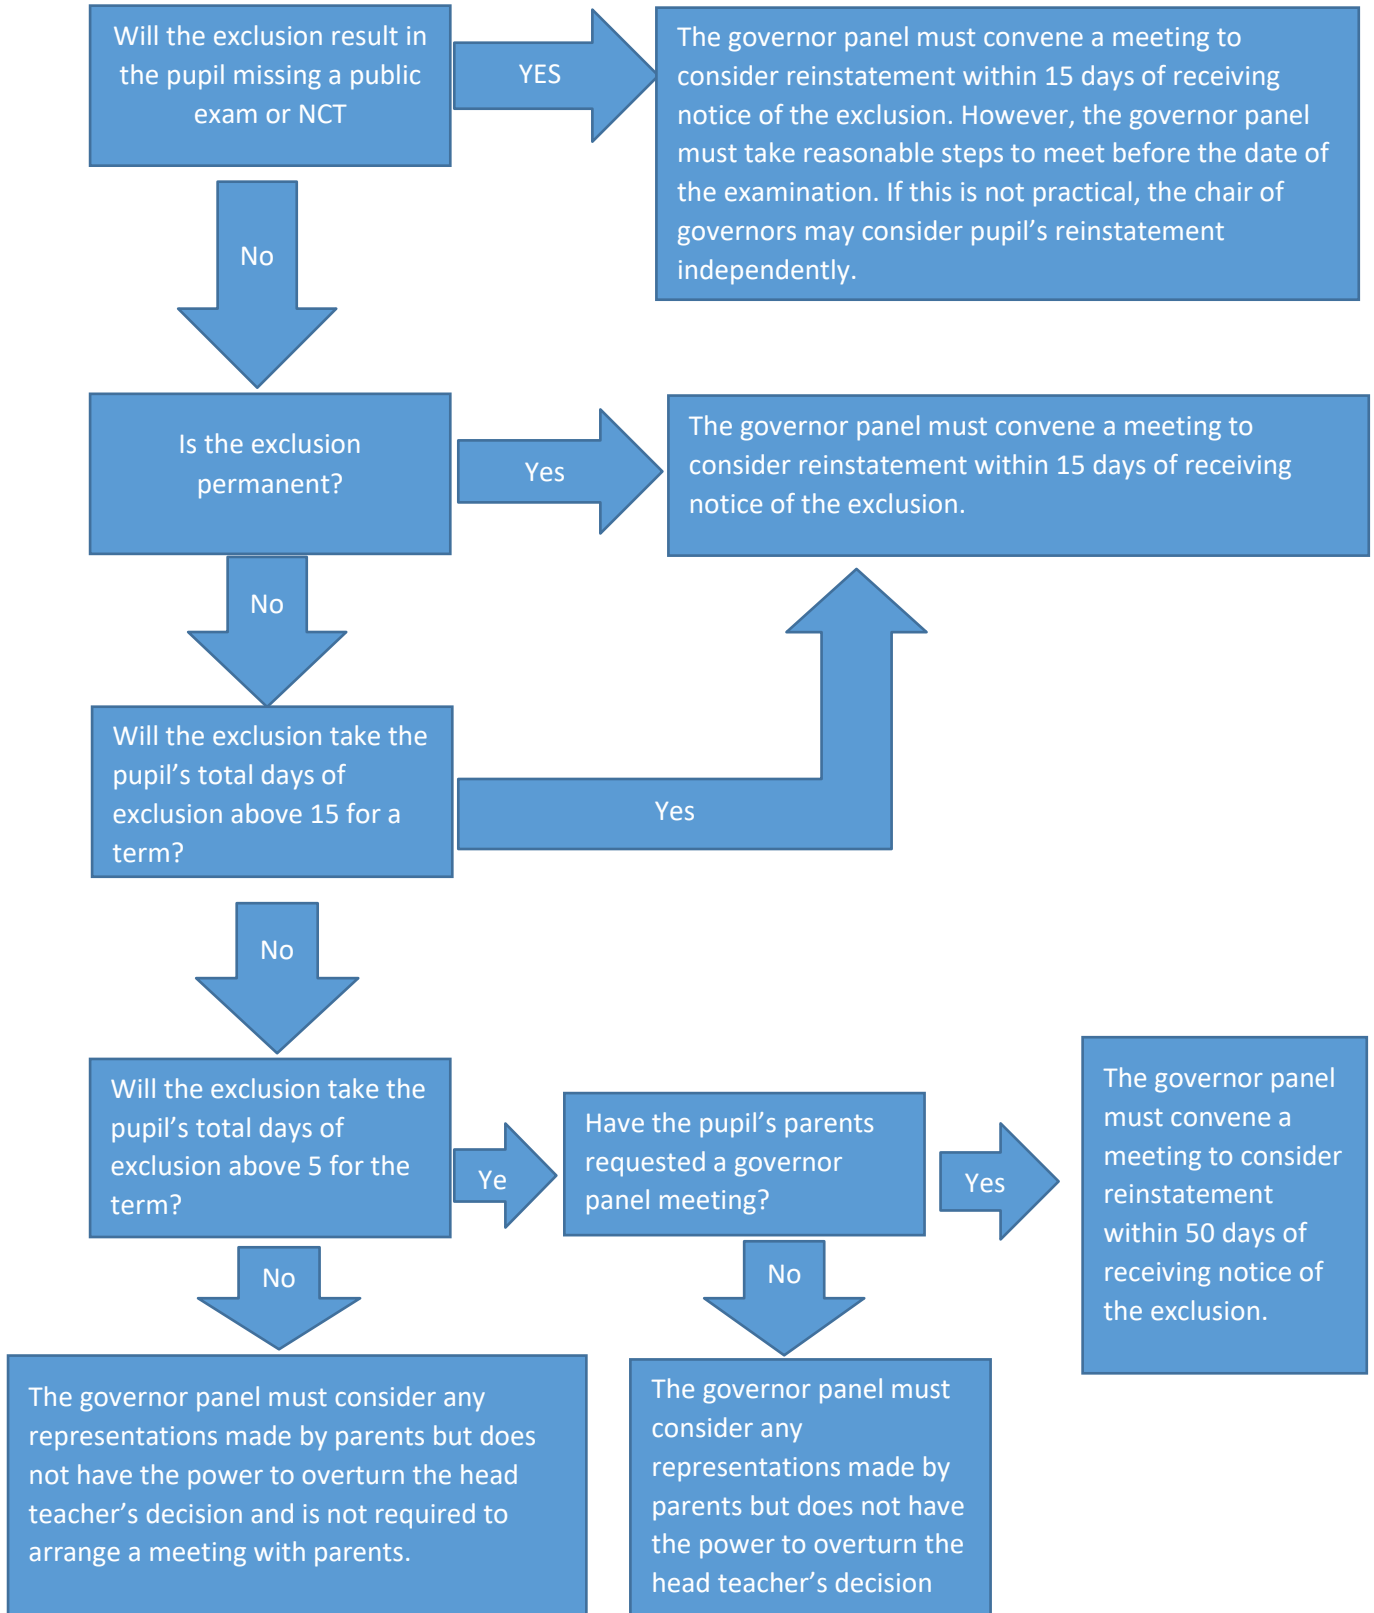 Will the exclusion result in
the pupil missing a public
exam or NCT
YES
The governor panel must convene a meeting to
consider reinstatement within 15 days of receiving
notice of the exclusion. However, the governor panel
must take reasonable steps to meet before the date of
the examination. If this is not practical, the chair of
governors may consider pupil’s reinstatement
independently.
No
Is the exclusion
permanent?
Yes
The governor panel must convene a meeting to
consider reinstatement within 15 days of receiving
notice of the exclusion.
No
Will the exclusion take the
pupil’s total days of
exclusion above 15 for a
term?
Yes
No
Will the exclusion take the
pupil’s total days of
exclusion above 5 for the
term?
Ye
Have the pupil’s parents
requested a governor
panel meeting?
Yes
The governor panel
must convene a
meeting to consider
reinstatement
within 50 days of
receiving notice of
the exclusion.
No
No
The governor panel must consider any
representations made by parents but does
not have the power to overturn the head
teacher’s decision and is not required to
arrange a meeting with parents.
The governor panel must
consider any
representations made by
parents but does not have
the power to overturn the
head teacher’s decision